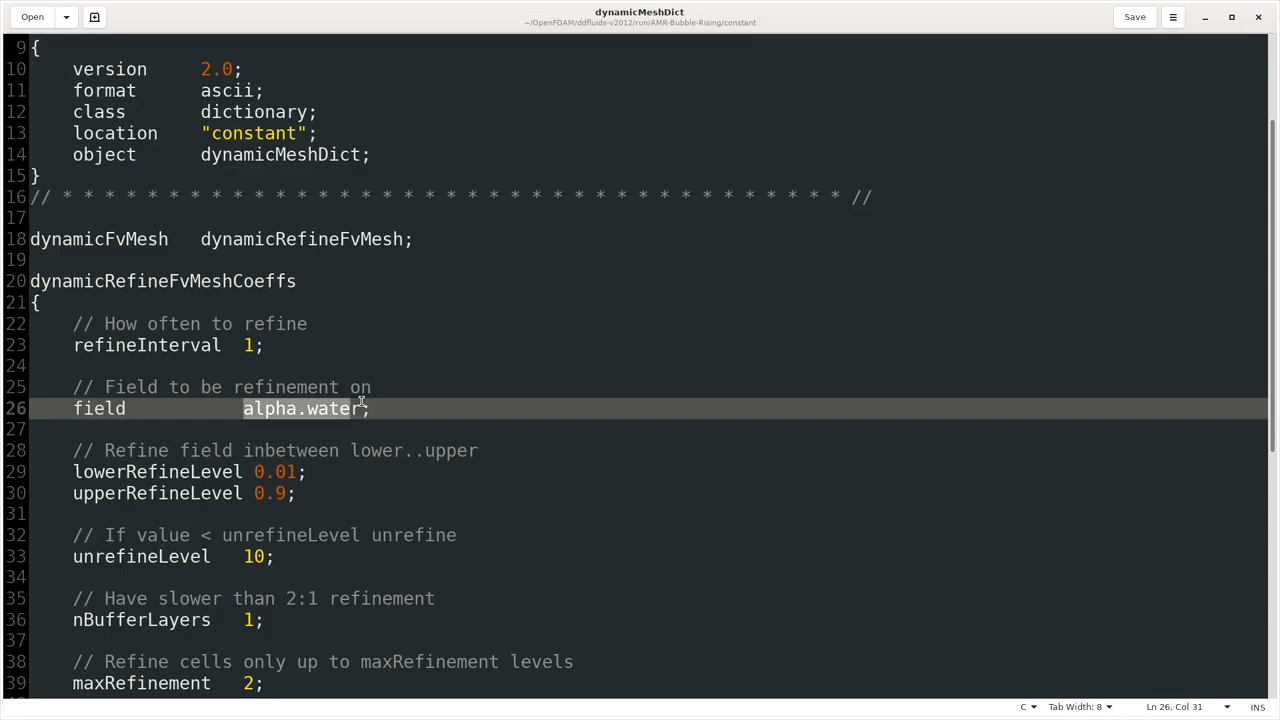 Open
dynamicMeshDict
~/OpenFOAM/ddfluids-v2012/run/AMR-Bubble-Rising/constant
Save
9 {
10 version 2.0;
11 format ascii;
12 class dictionary;
13 location "constant";
14 object dynamicMeshDict;
15 }
16 // * * * * * * * * * * * * * * * * * * * * * * * * * * * * * * * * * * * * * //
17
18 dynamicFvMesh dynamicRefineFvMesh;
19
20 dynamicRefineFvMeshCoeffs
21 {
22 // How often to refine
23 refineInterval 1;
24
25 // Field to be refinement on
26 field alpha.water;
27
28 // Refine field inbetween lower..upper
29 lowerRefineLevel 0.01;
30 upperRefineLevel 0.9;
31
32 // If value < unrefineLevel unrefine
33 unrefineLevel 10;
34
35 // Have slower than 2:1 refinement
36 nBufferLayers 1;
37
38 // Refine cells only up to maxRefinement levels
39 maxRefinement 2;
C Tab Width: 8 Ln 26, Col 31 INS